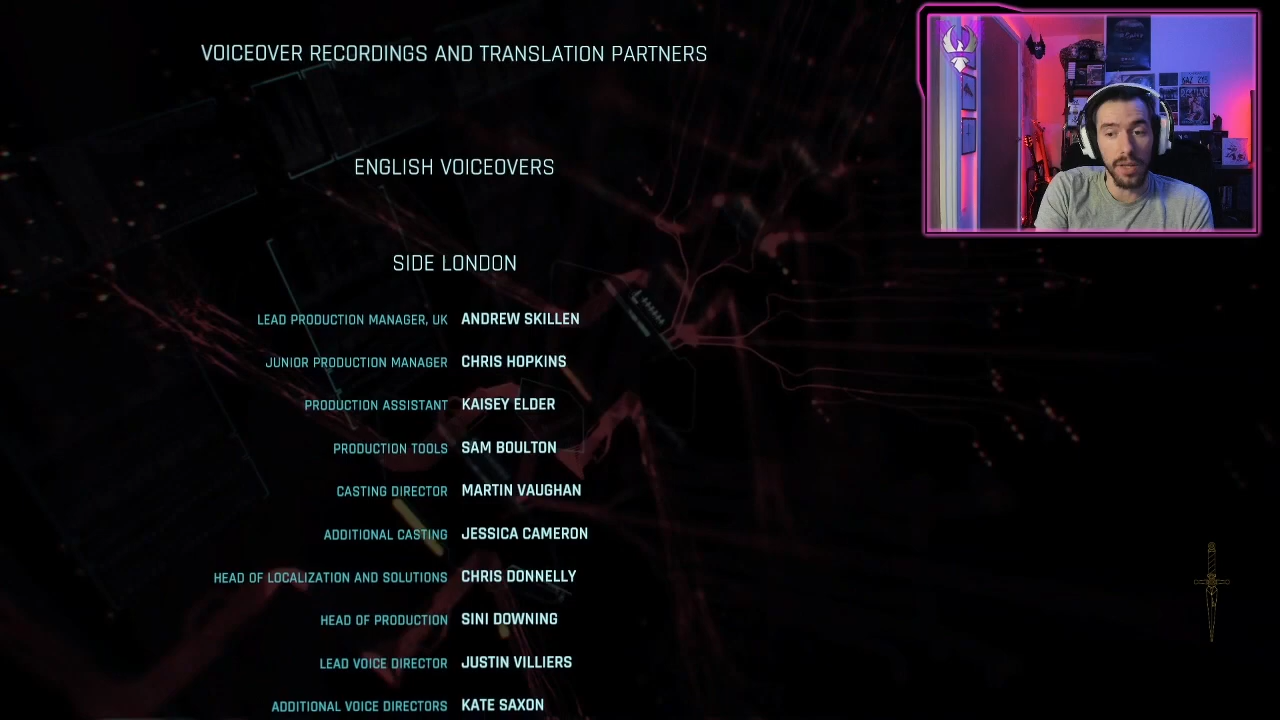 VOICEOVER RECORDINGS AND TRANSLATION PARTNERS
ENGLISH VOICEOVERS
SIDE LONDON
LEAD PRODUCTION MANAGER, UK ANDREW SKILLEN
JUNIOR PRODUCTION MANAGER CHRIS HOPKINS
PRODUCTION ASSISTANT KAISEY ELDER
PRODUCTION TOOLS SAM BOULTON
CASTING DIRECTOR MARTIN VAUGHAN
ADDITIONAL CASTING JESSICA CAMERON
HEAD OF LOCALIZATION AND SOLUTIONS CHRIS DONNELLY
HEAD OF PRODUCTION SINI DOWNING
LEAD VOICE DIRECTOR JUSTIN VILLIERS
ADDITIONAL VOICE DIRECTORS KATE SAXON